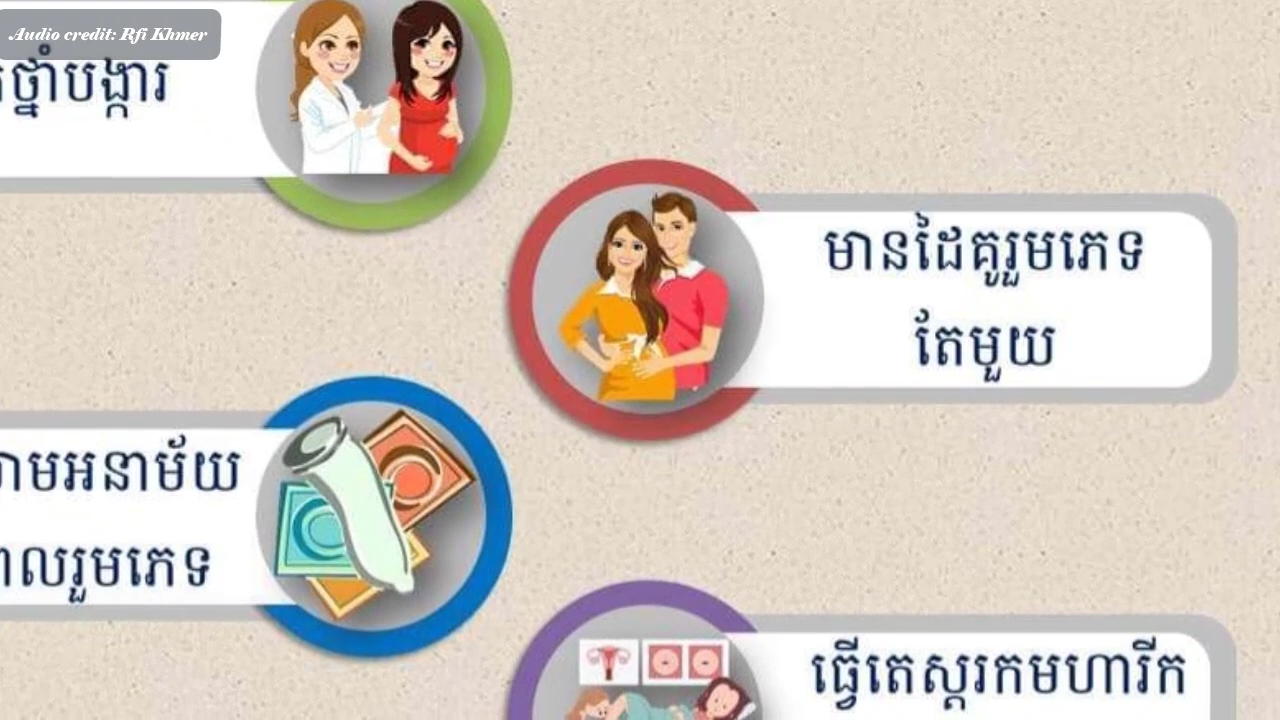 Audio credit: Rfi Khmer
ថ្នាំបង្ការ
មានដៃគូរួមភេទ
តែមួយ
អនាម័យ
រួមភេទ
ធ្វើតេស្តរកមហារីក